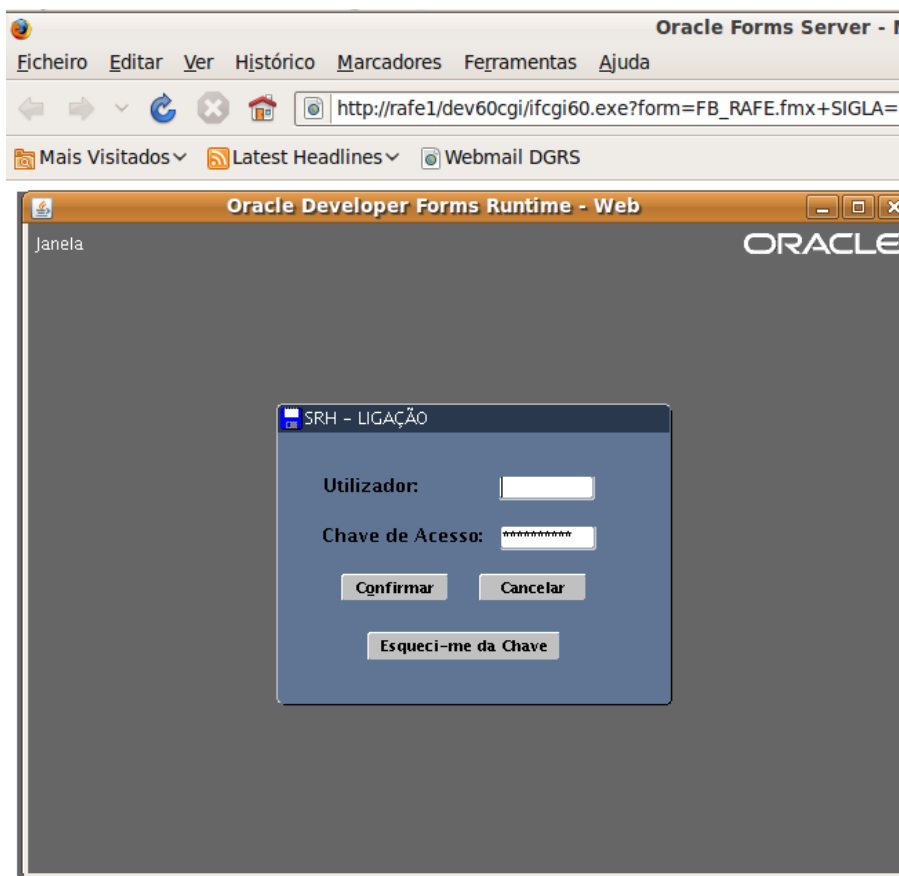 Oracle Forms Server -
Ficheiro Editar Ver Histórico Marcadores Ferramentas Ajuda
http://rafe1/dev60cgi/ifcgi60.exe?form=FB_RAFE.fmx+SIGLA=
Mais Visitados Latest Headlines Webmail DGRS
Oracle Developer Forms Runtime - Web
Janela
ORACLE
SRH - LIGAÇÃO
Utilizador:
Chave de Acesso: **********
Confirmar Cancelar
Esqueci-me da Chave